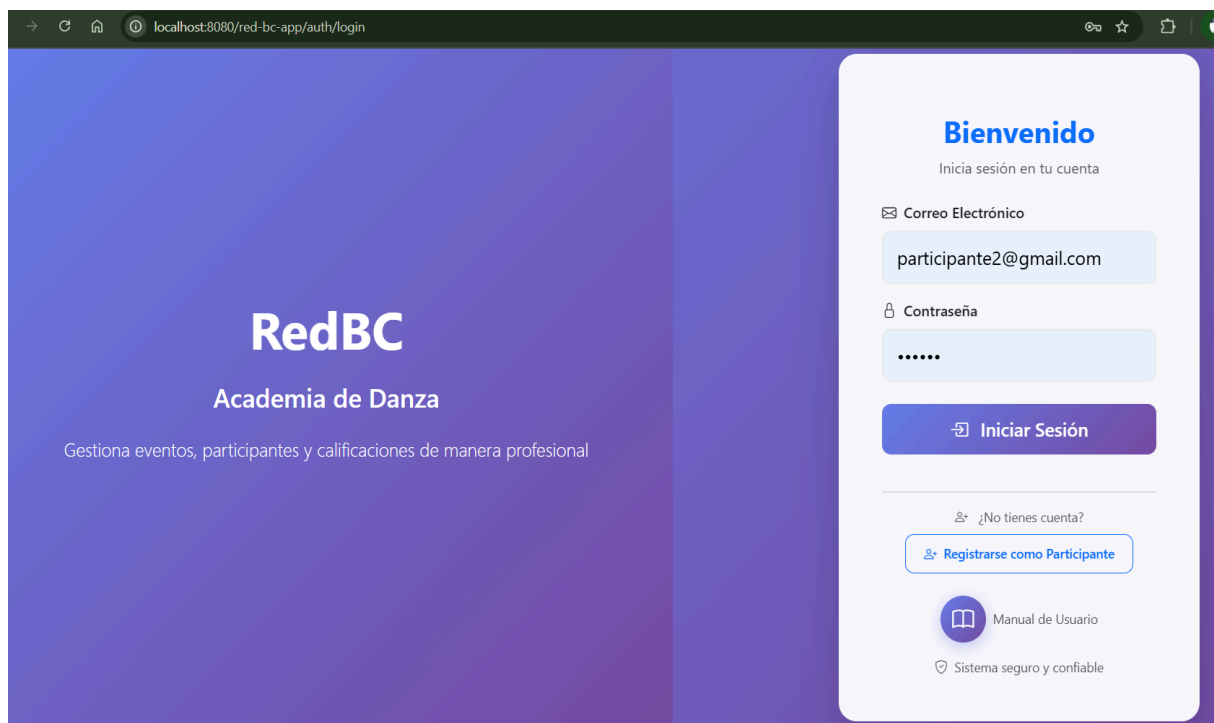 localhost:8080/red-bc-app/auth/login
RedBC
Academia de Danza
Gestiona eventos, participantes y calificaciones de manera profesional
Bienvenido
Inicia sesión en tu cuenta
Correo Electrónico
participante2@gmail.com
Contraseña
••••••
Iniciar Sesión
¿No tienes cuenta?
Registrarse como Participante
Manual de Usuario
Sistema seguro y confiable